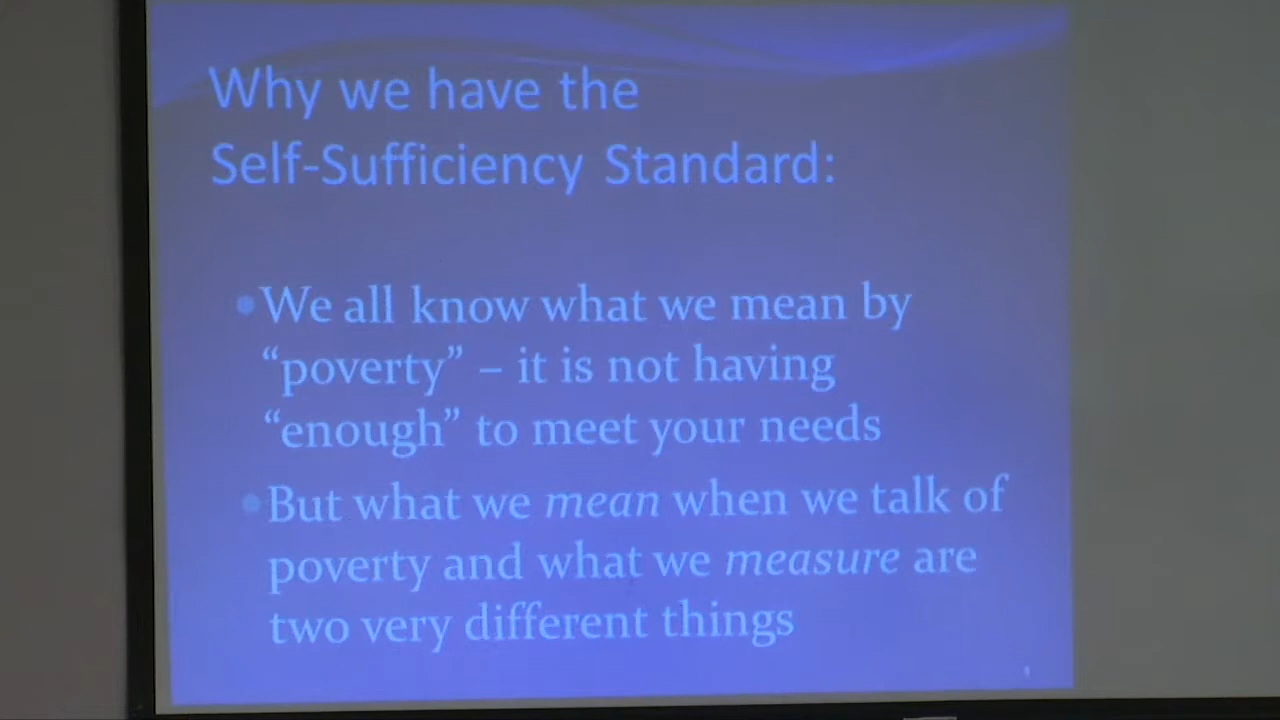 Why we have the
Self-Sufficiency Standard:
•We all know what we mean by
“poverty” – it is not having
“enough” to meet your needs
•But what we mean when we talk of
poverty and what we measure are
two very different things